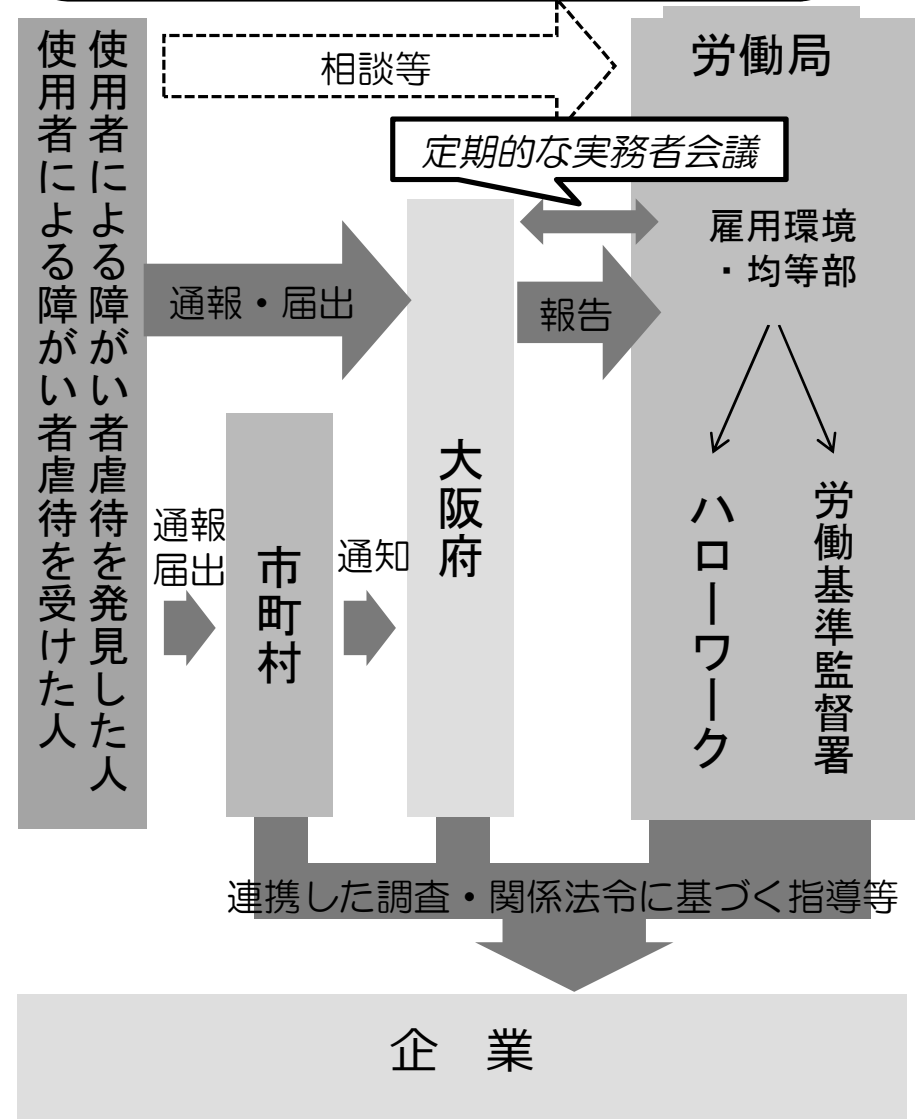 相談等
労働局
定期的な実務者会議
使用者による障がい者虐待を発見した人
使用者による障がい者虐待を受けた人
雇用環境
・均等部
通報・届出
報告
大阪府
通報
届出
市町村
通知
ハローワーク
労働基準監督署
連携した調査・関係法令に基づく指導等
企 業